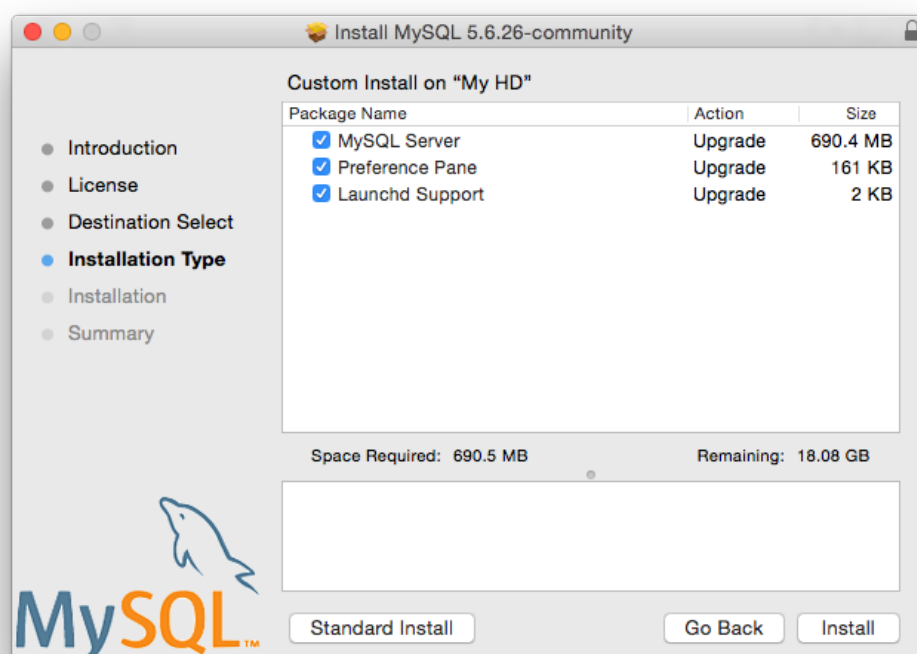 Install MySQL 5.6.26-community
Custom Install on “My HD”
Package Name Action Size
MySQL Server Upgrade 690.4 MB
Preference Pane Upgrade 161 KB
Launchd Support Upgrade 2 KB
Introduction
License
Destination Select
Installation Type
Installation
Summary
Space Required: 690.5 MB Remaining: 18.08 GB
MySQL™
Standard Install Go Back Install